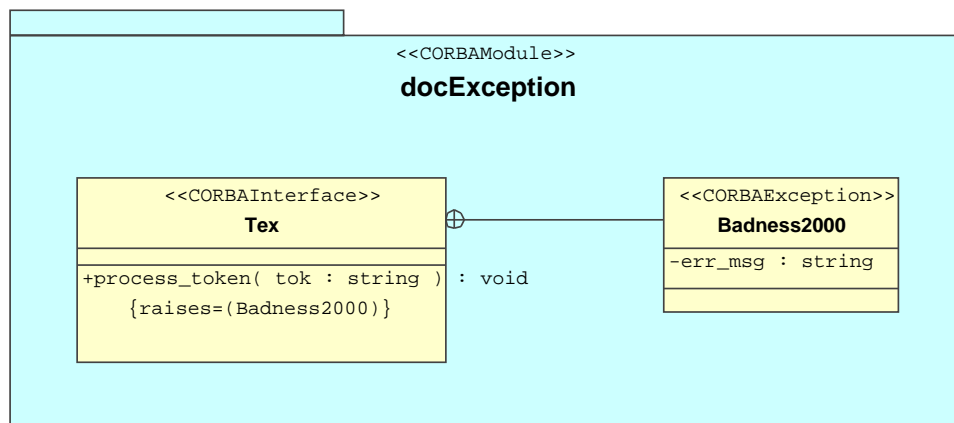 <<CORBAModule>>
docException
<<CORBAInterface>>
Tex
+process_token( tok : string ) : void
{raises=(Badness2000)}
<<CORBAException>>
Badness2000
-err_msg : string